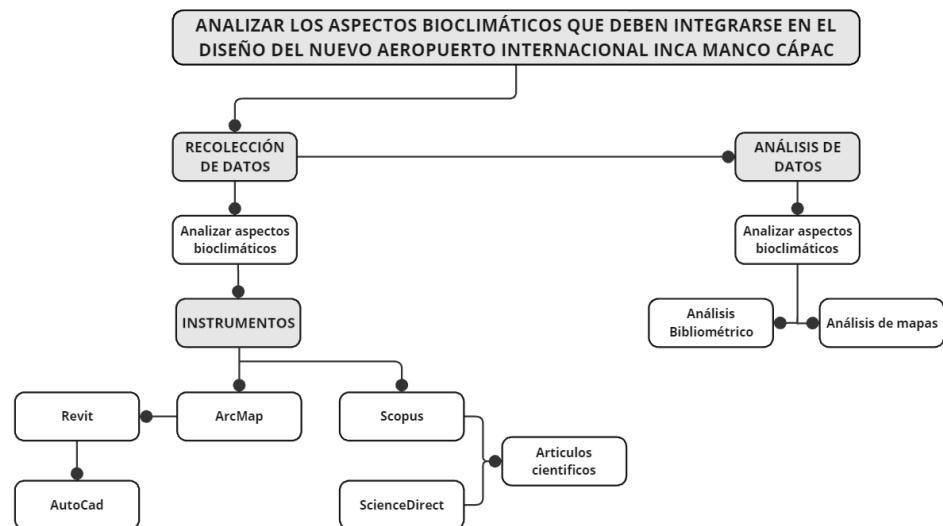 ANALIZAR LOS ASPECTOS BIOCLIMÁTICOS QUE DEBEN INTEGRARSE EN EL
DISEÑO DEL NUEVO AEROPUERTO INTERNACIONAL INCA MANCO CÁPAC
RECOLECCIÓN
DE DATOS
ANÁLISIS DE
DATOS
Analizar aspectos
bioclimáticos
Analizar aspectos
bioclimáticos
INSTRUMENTOS
Análisis
Bibliométrico
Análisis de mapas
Revit
ArcMap
Scopus
Articulos
cientificos
AutoCad
ScienceDirect